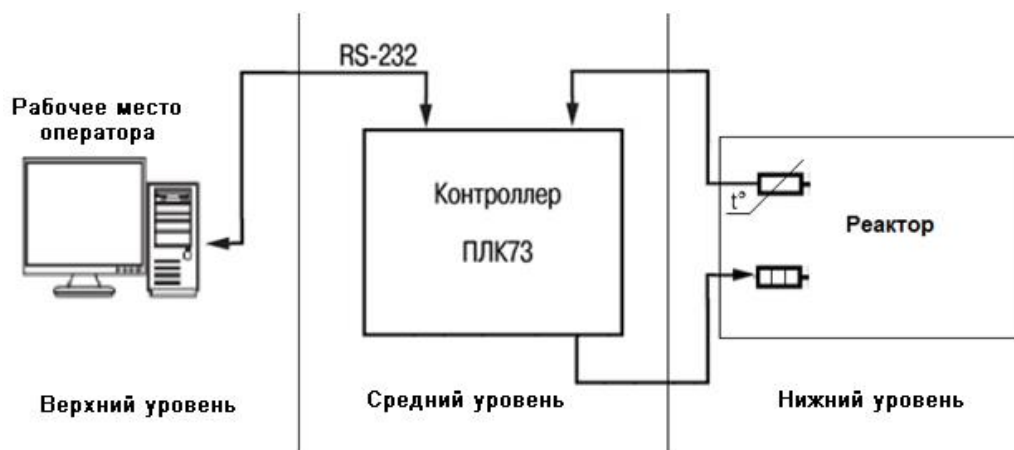 RS-232
Рабочее место
оператора
Контроллер
ПЛК73
t°
Реактор
Верхний уровень
Средний уровень
Нижний уровень